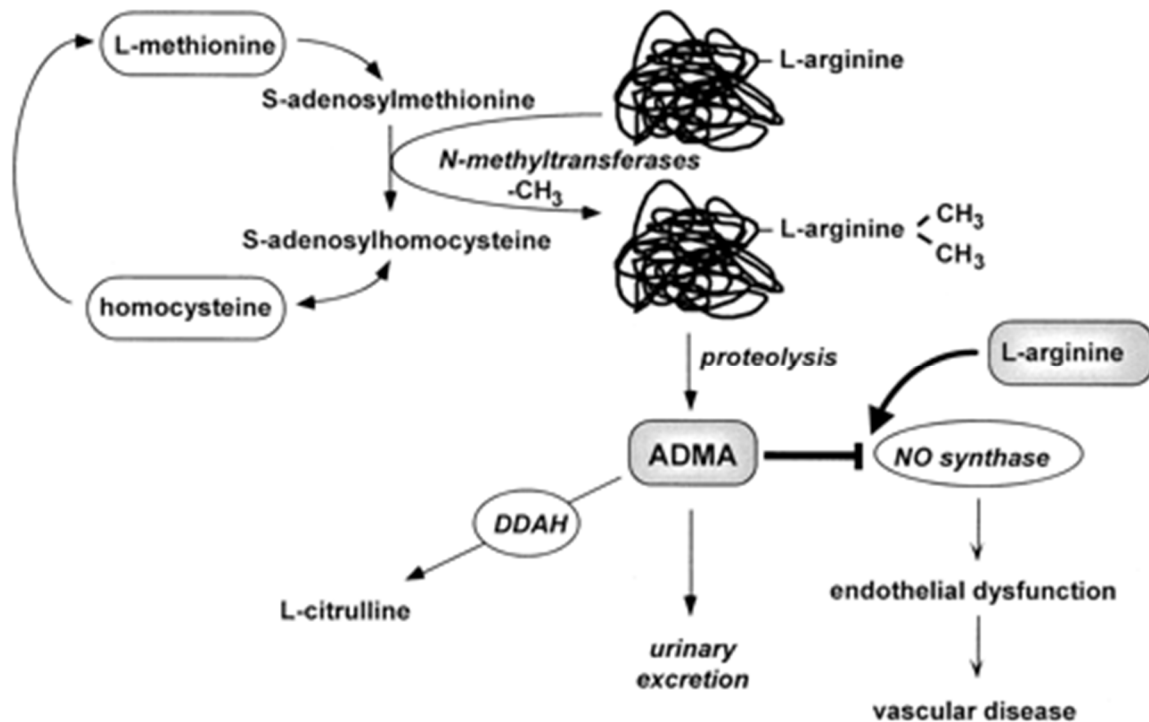 L-methionine
L-arginine
S-adenosylmethionine
N-methyltransferases
-CH3
L-arginine
CH3
CH3
S-adenosylhomocysteine
homocysteine
proteolysis
L-arginine
ADMA
NO synthase
DDAH
L-citrulline
endothelial dysfunction
urinary
excretion
vascular disease